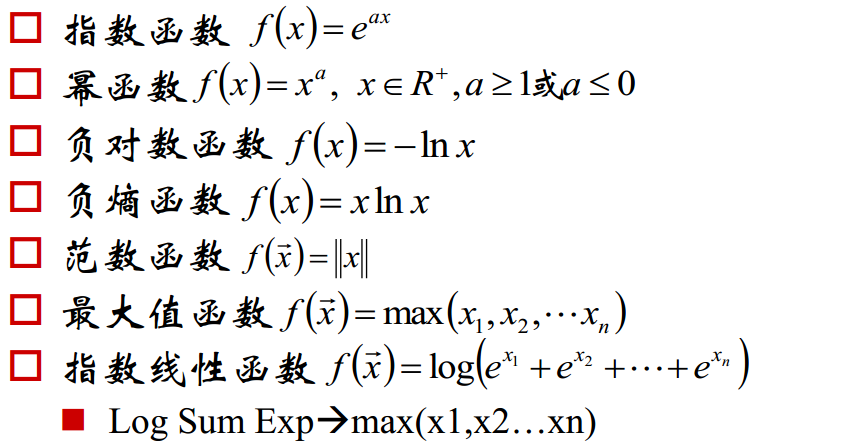 指数函数 f(x)=e^{ax}
幂函数 f(x)=x^a, x∈R^+,a≥1或a≤0
负对数函数 f(x)=−ln x
负熵函数 f(x)=x ln x
范数函数 f(x⃗)=‖x‖
最大值函数 f(x⃗)=max(x_1,x_2,⋯x_n)
指数线性函数 f(x⃗)=log(e^{x_1}+e^{x_2}+⋯+e^{x_n})
Log Sum Exp→max(x1,x2…xn)